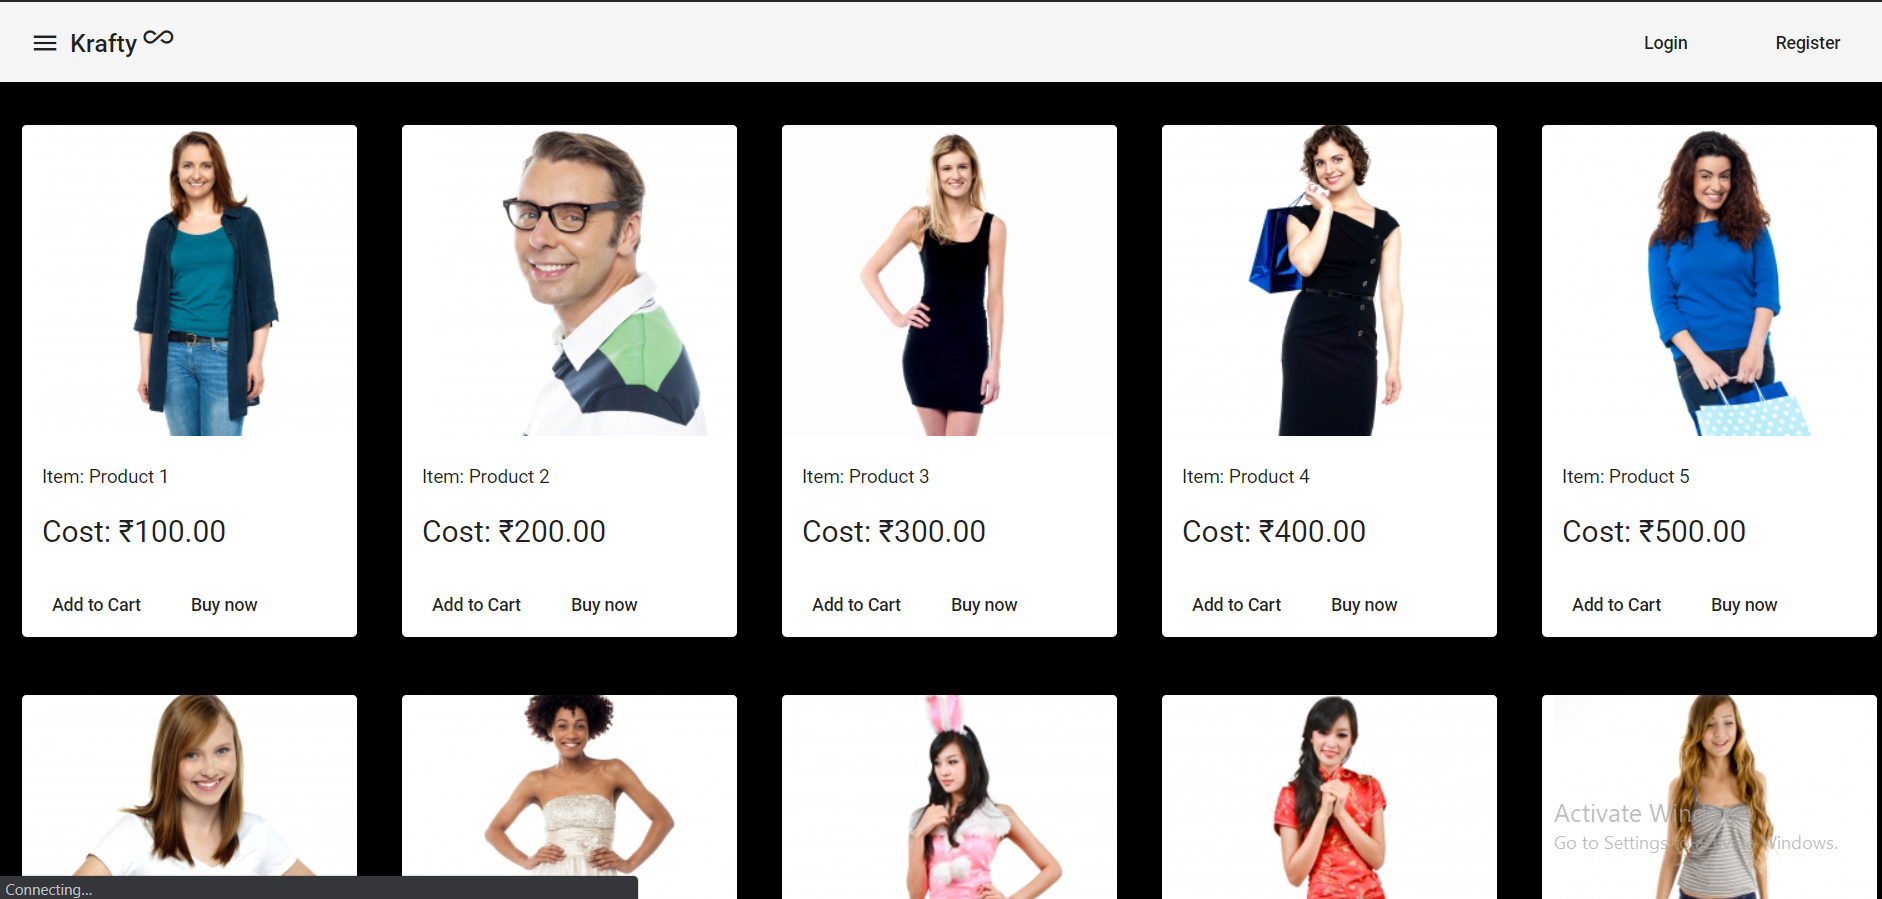 Krafty
Login
Register
Item: Product 1
Cost: ₹100.00
Add to Cart
Buy now
Item: Product 2
Cost: ₹200.00
Add to Cart
Buy now
Item: Product 3
Cost: ₹300.00
Add to Cart
Buy now
Item: Product 4
Cost: ₹400.00
Add to Cart
Buy now
Item: Product 5
Cost: ₹500.00
Add to Cart
Buy now
Activate Windows
Go to Settings to activate Windows.
Connecting...